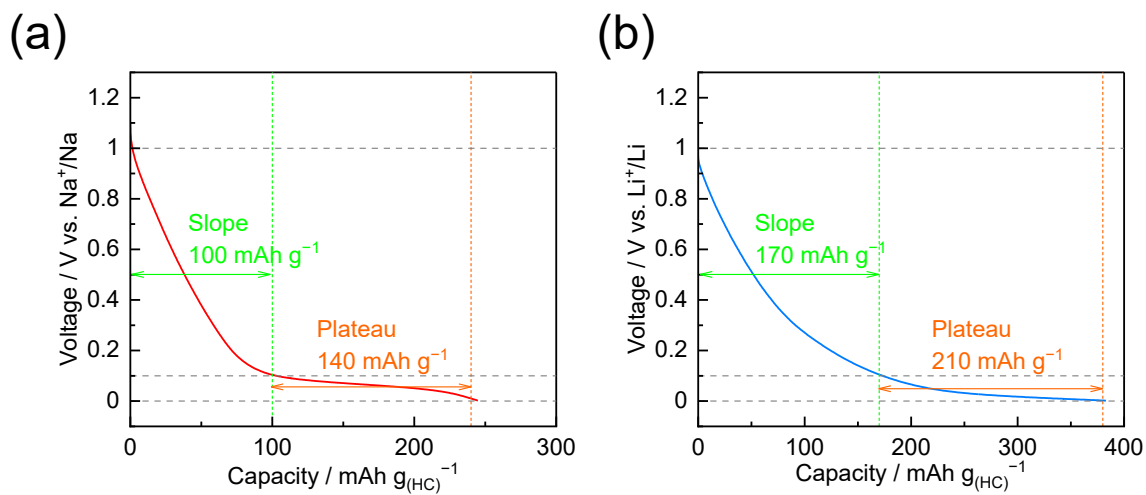 (a)
1.2
1
0.8
0.6
0.4
0.2
0
Voltage / V vs. Na⁺/Na
Slope
100 mAh g⁻¹
Plateau
140 mAh g⁻¹
0 100 200 300
Capacity / mAh g₍HC₎⁻¹
(b)
1.2
1
0.8
0.6
0.4
0.2
0
Voltage / V vs. Li⁺/Li
Slope
170 mAh g⁻¹
Plateau
210 mAh g⁻¹
0 100 200 300 400
Capacity / mAh g₍HC₎⁻¹